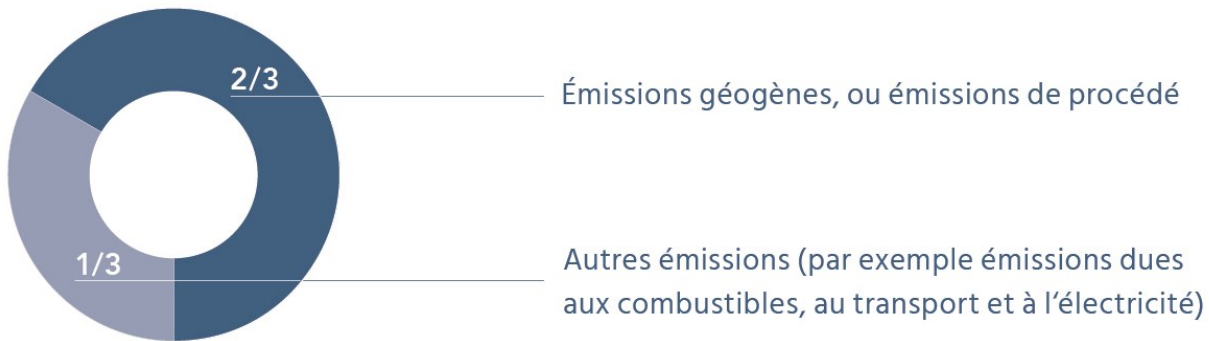 2/3
Émissions géogènes, ou émissions de procédé
1/3
Autres émissions (par exemple émissions dues
aux combustibles, au transport et à l‘électricité)